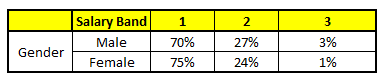 Salary Band 1 2 3
Gender Male 70% 27% 3%
Female 75% 24% 1%